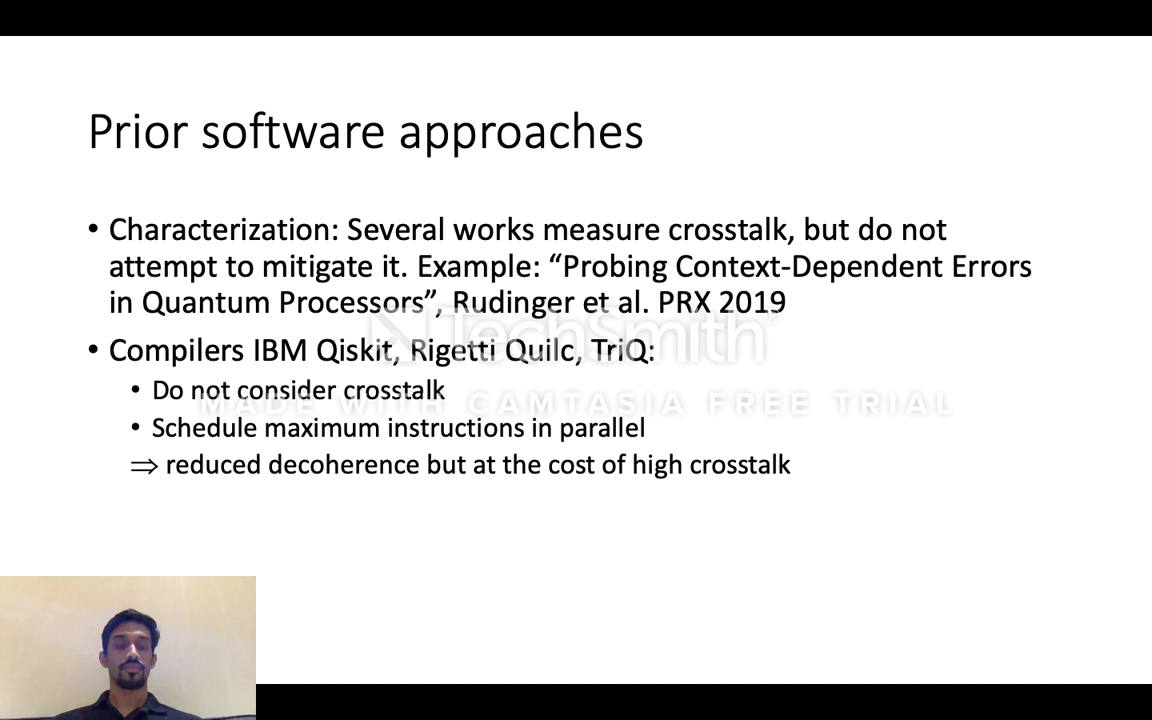 Prior software approaches
• Characterization: Several works measure crosstalk, but do not
attempt to mitigate it. Example: “Probing Context-Dependent Errors
in Quantum Processors”, Rudinger et al. PRX 2019
TechSmith®
• Compilers IBM Qiskit, Rigetti Quilc, TriQ:
• Do not consider crosstalk
MADE WITH CAMTASIA FREE TRIAL
• Schedule maximum instructions in parallel
⇒ reduced decoherence but at the cost of high crosstalk